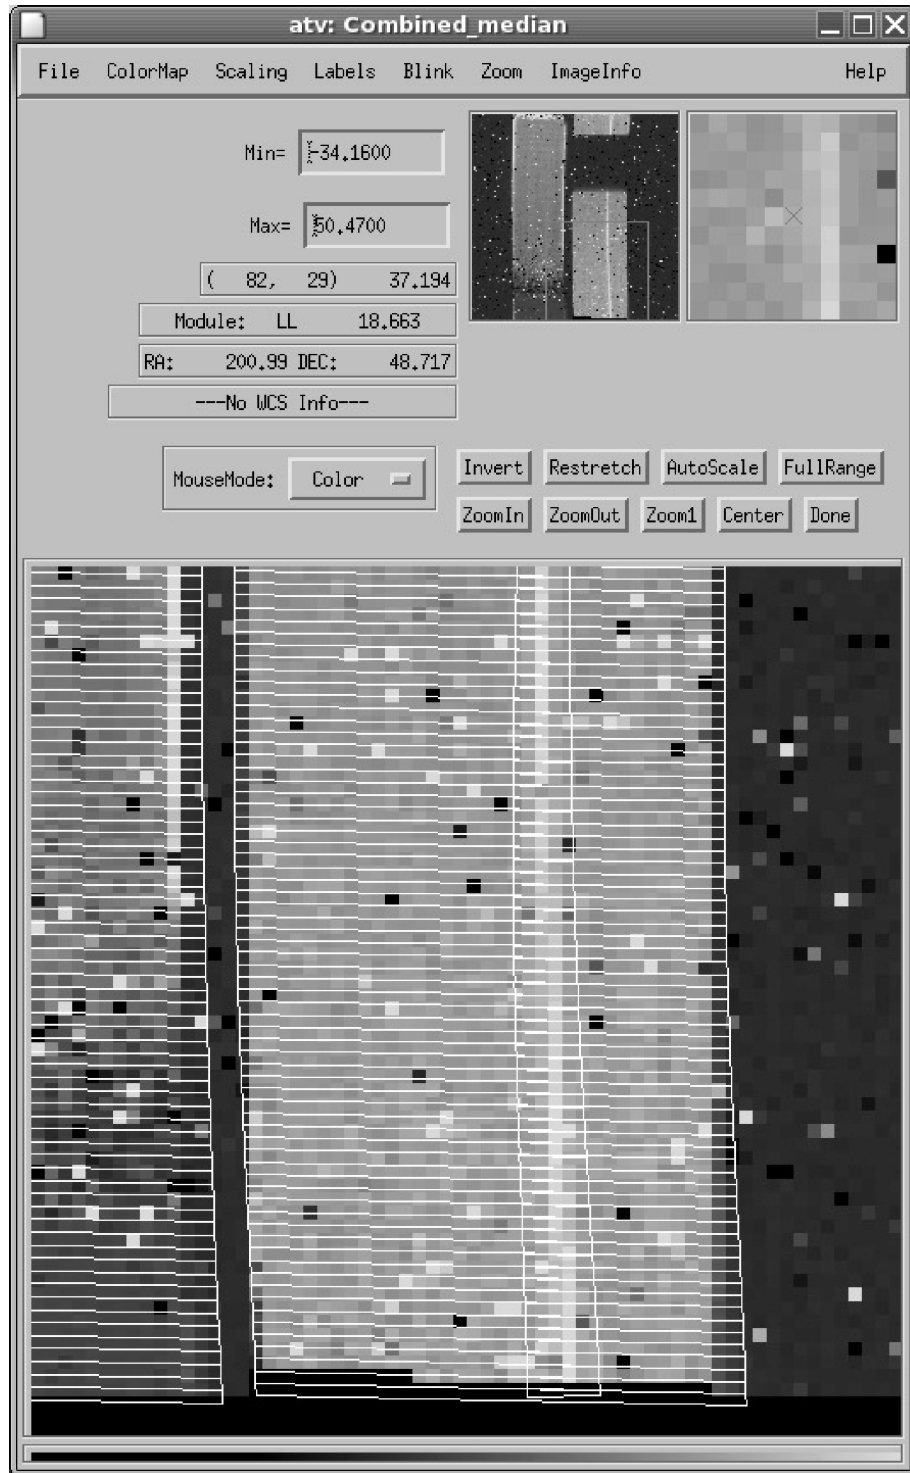 atv: Combined_median
File ColorMap Scaling Labels Blink Zoom ImageInfo Help
Min= -34.1600
Max= 50.4700
( 82, 29) 37.194
Module: LL 18.663
RA: 200.99 DEC: 48.717
---No WCS Info---
MouseMode: Color
Invert Restretch AutoScale FullRange
ZoomIn ZoomOut Zoom1 Center Done